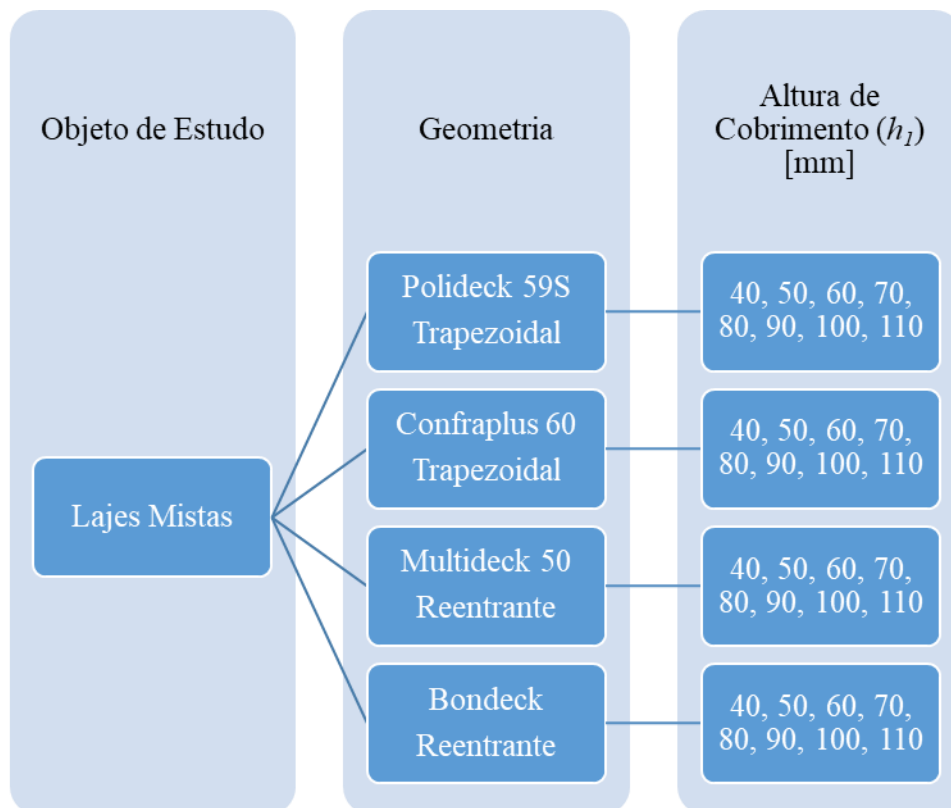 Objeto de Estudo
Geometria
Altura de
Cobrimento (h1)
[mm]
Lajes Mistas
Polideck 59S
Trapezoidal
40, 50, 60, 70,
80, 90, 100, 110
Confraplus 60
Trapezoidal
40, 50, 60, 70,
80, 90, 100, 110
Multideck 50
Reentrante
40, 50, 60, 70,
80, 90, 100, 110
Bondeck
Reentrante
40, 50, 60, 70,
80, 90, 100, 110